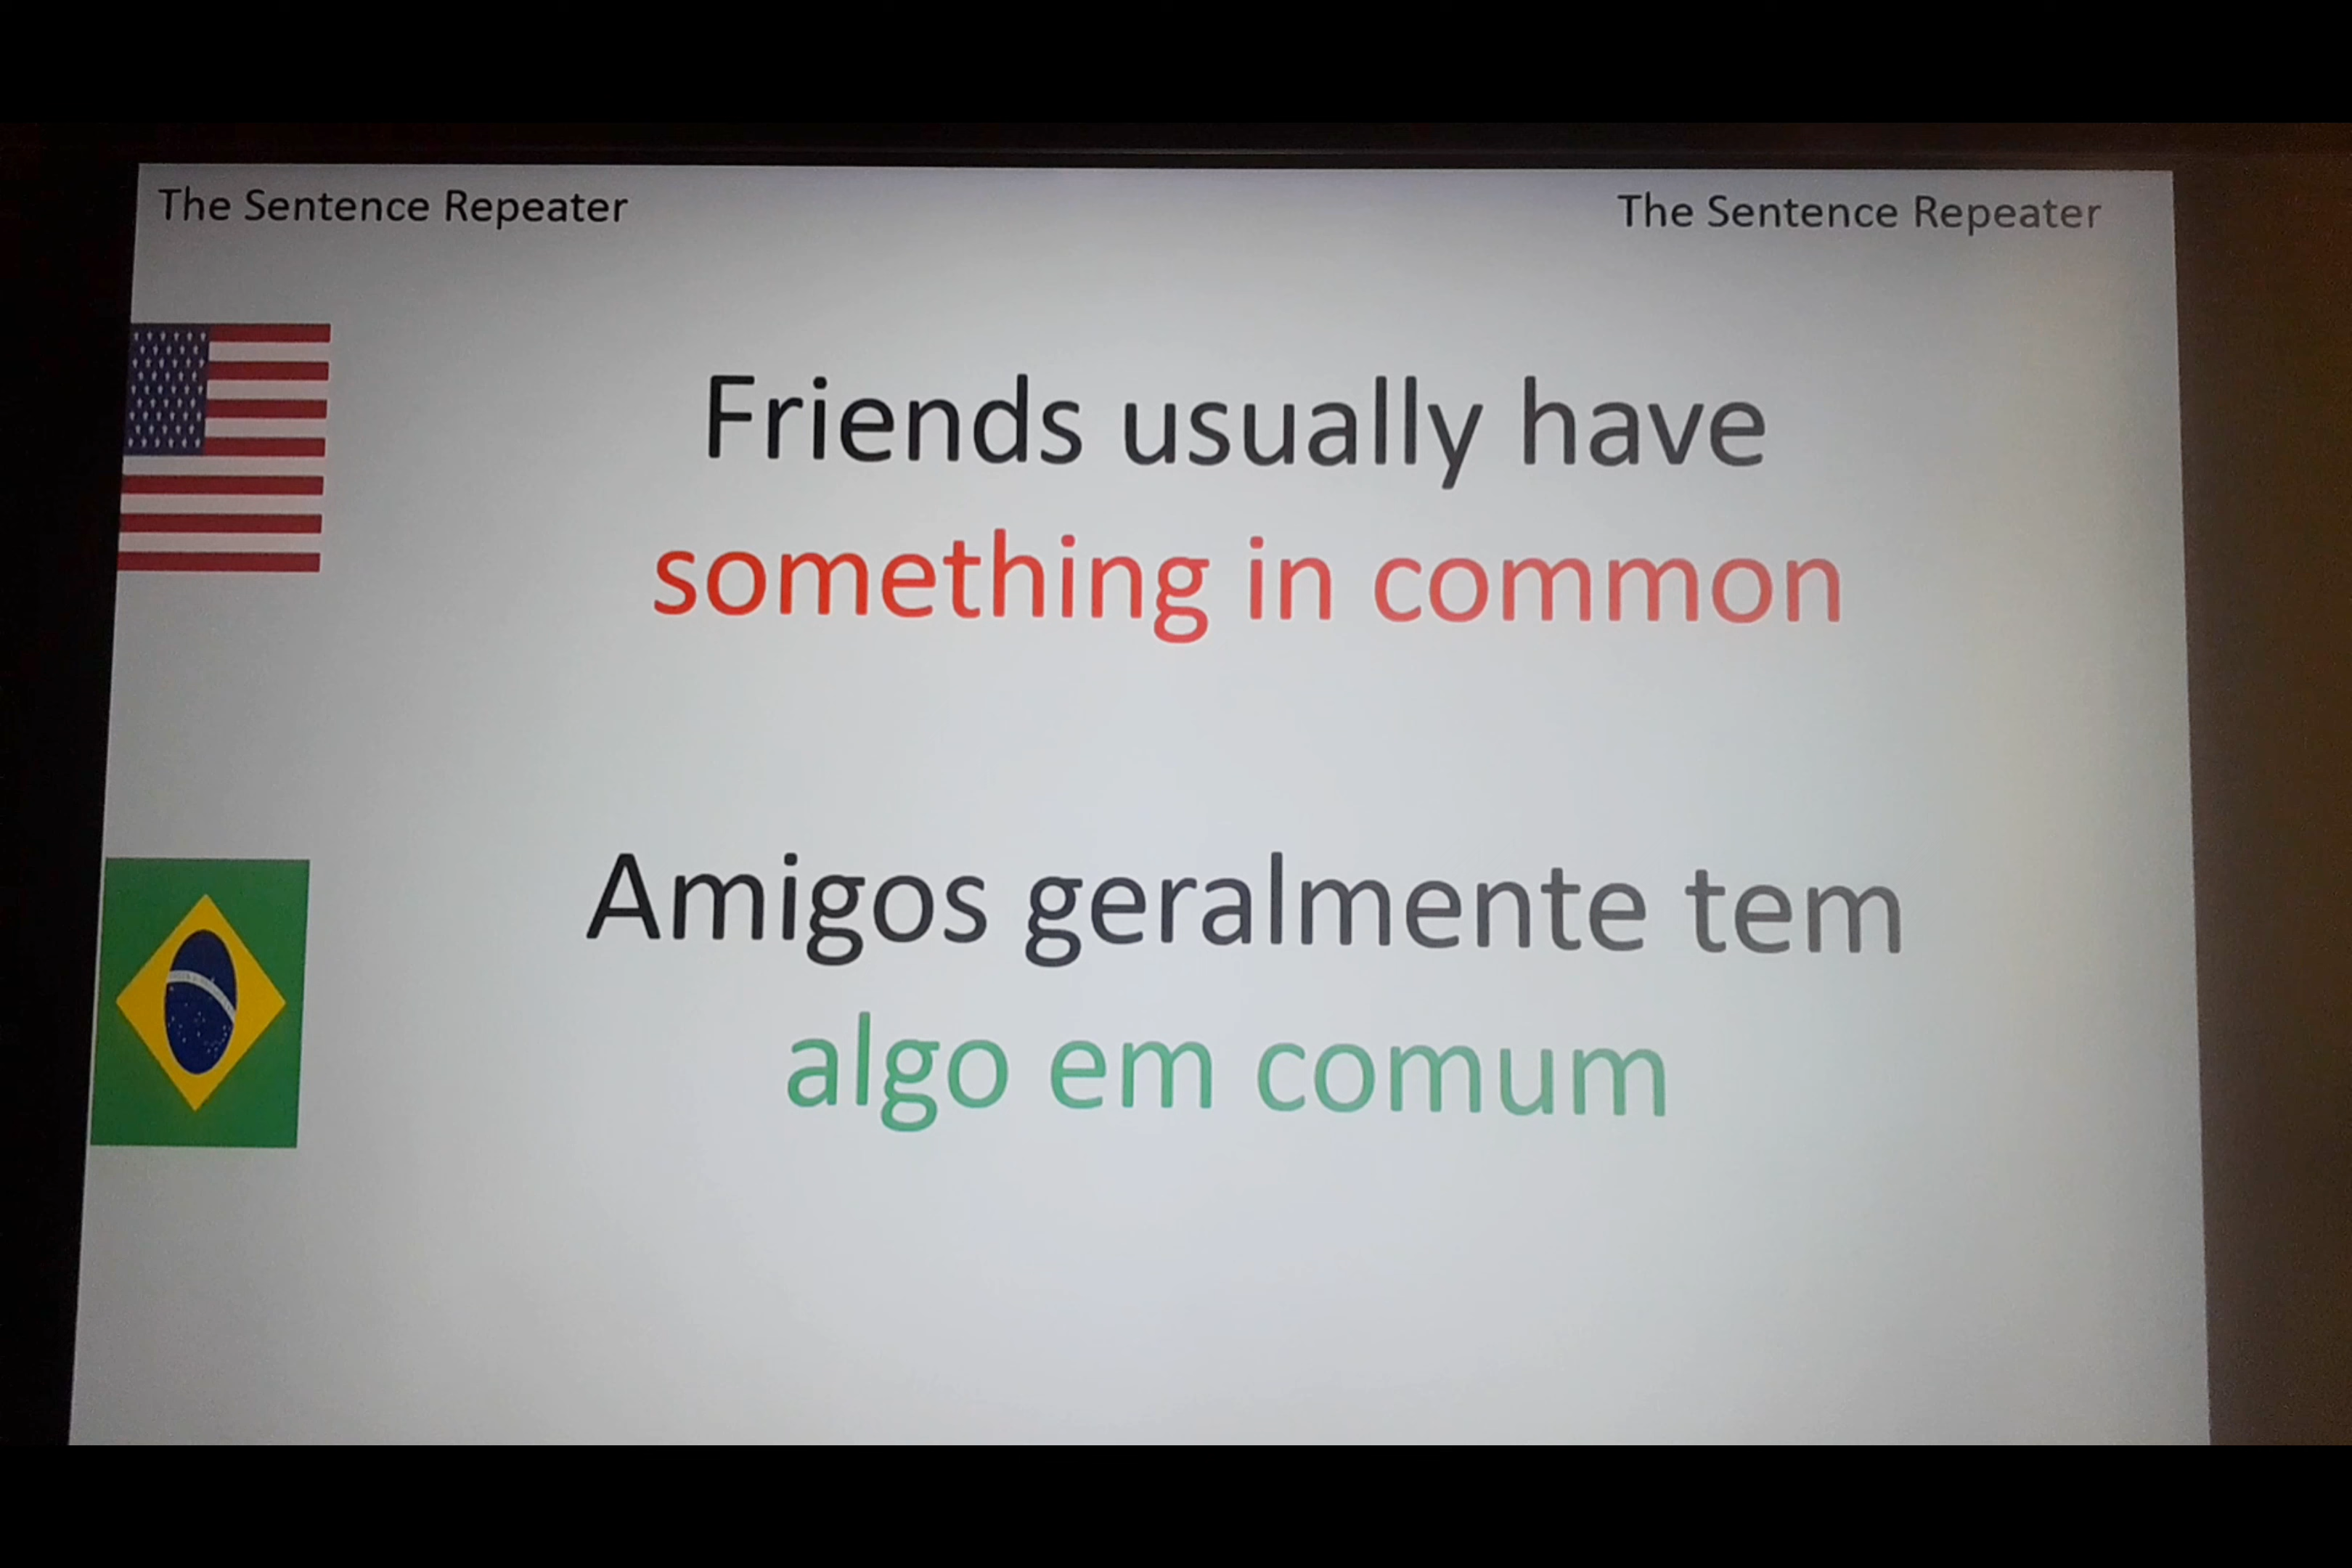 The Sentence Repeater
The Sentence Repeater
Friends usually have
something in common
Amigos geralmente tem
algo em comum